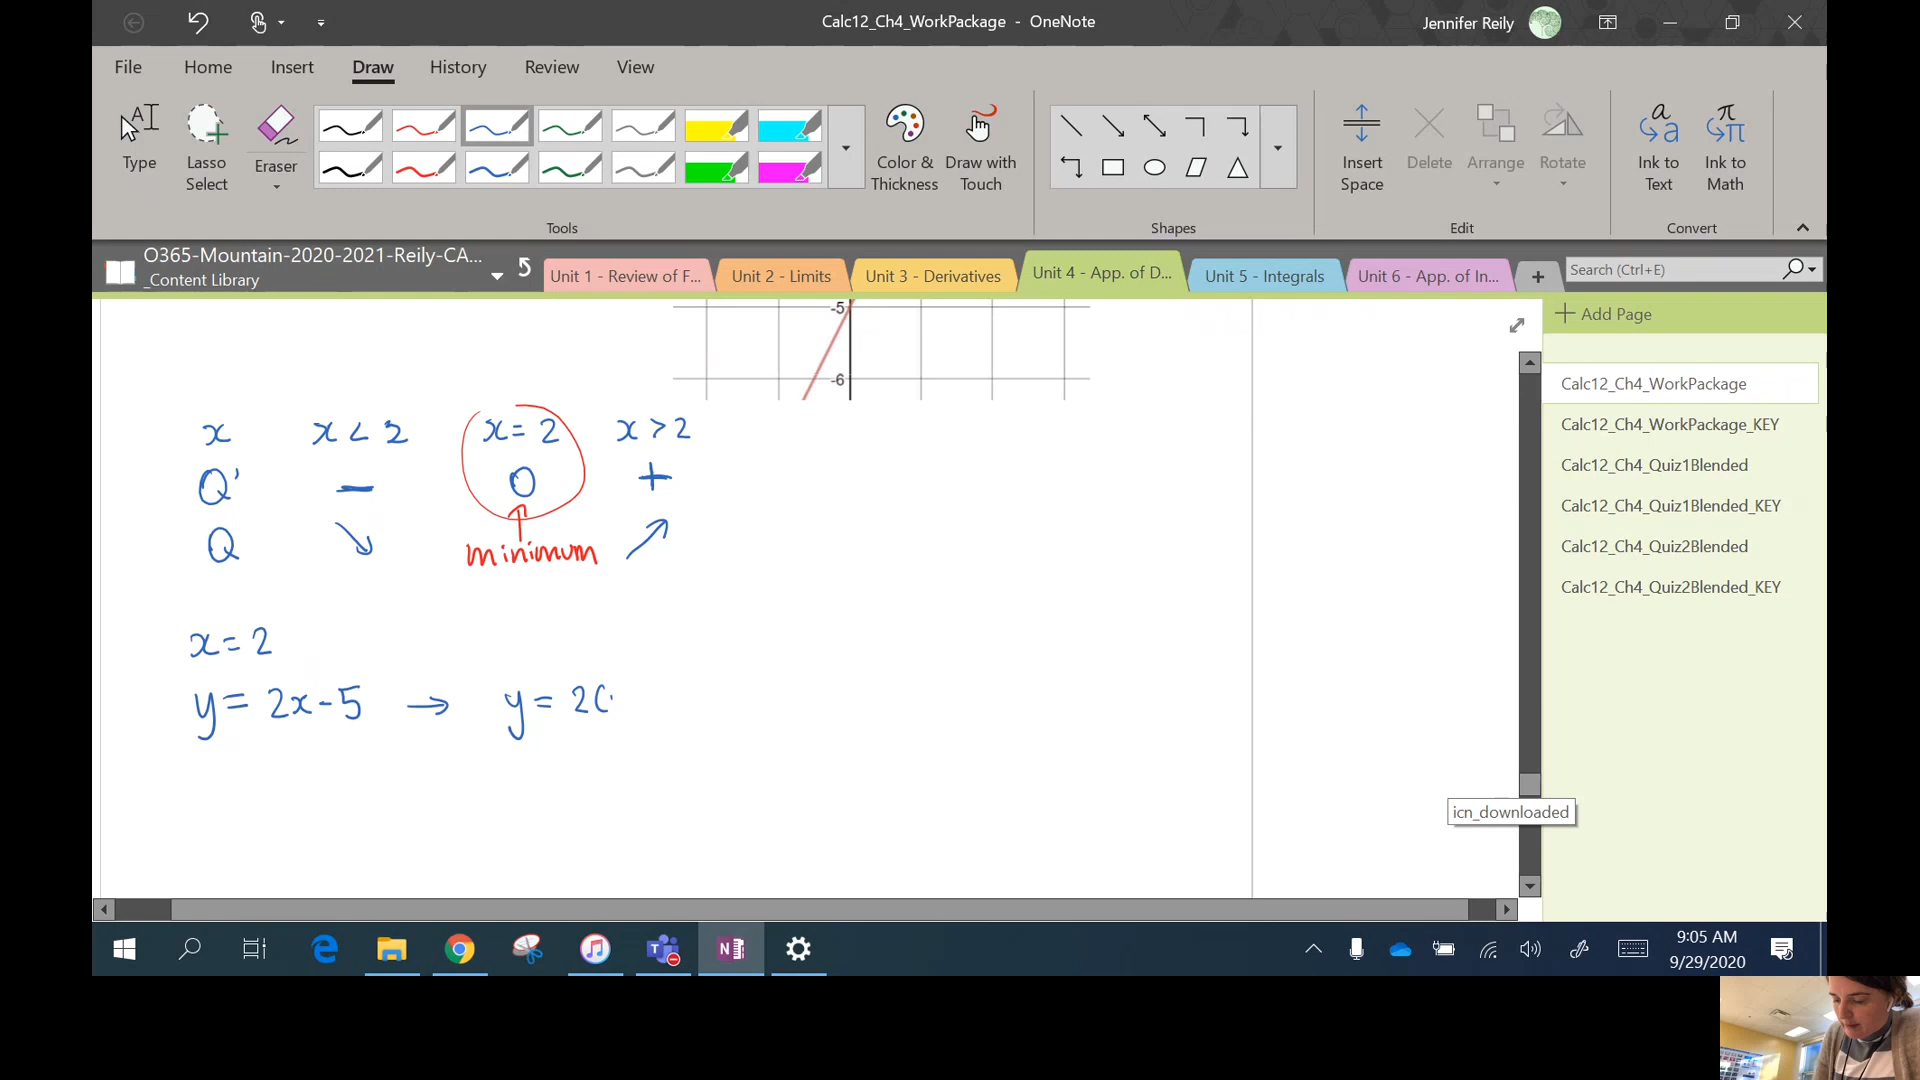 Calc12_Ch4_WorkPackage - OneNote
Jennifer Reily
File Home Insert Draw History Review View
Type
Lasso Select
Eraser
Color & Thickness
Draw with Touch
Insert Space
Delete
Arrange
Rotate
Ink to Text
Ink to Math
Tools
Shapes
Edit
Convert
O365-Mountain-2020-2021-Reily-CA...
_Content Library
Unit 1 - Review of F...
Unit 2 - Limits
Unit 3 - Derivatives
Unit 4 - App. of D...
Unit 5 - Integrals
Unit 6 - App. of In...
Search (Ctrl+E)
Add Page
Calc12_Ch4_WorkPackage
Calc12_Ch4_WorkPackage_KEY
Calc12_Ch4_Quiz1Blended
Calc12_Ch4_Quiz1Blended_KEY
Calc12_Ch4_Quiz2Blended
Calc12_Ch4_Quiz2Blended_KEY
-5
-6
x x < 2 x = 2 x > 2
Q' − 0 +
Q ↘ minimum ↗
x = 2
y = 2x - 5 → y = 2(
icn_downloaded
9:05 AM
9/29/2020